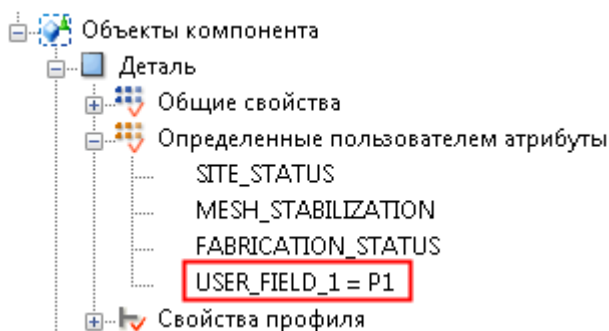 Объекты компонента
Деталь
Общие свойства
Определенные пользователем атрибуты
SITE_STATUS
MESH_STABILIZATION
FABRICATION_STATUS
USER_FIELD_1 = P1
Свойства профиля